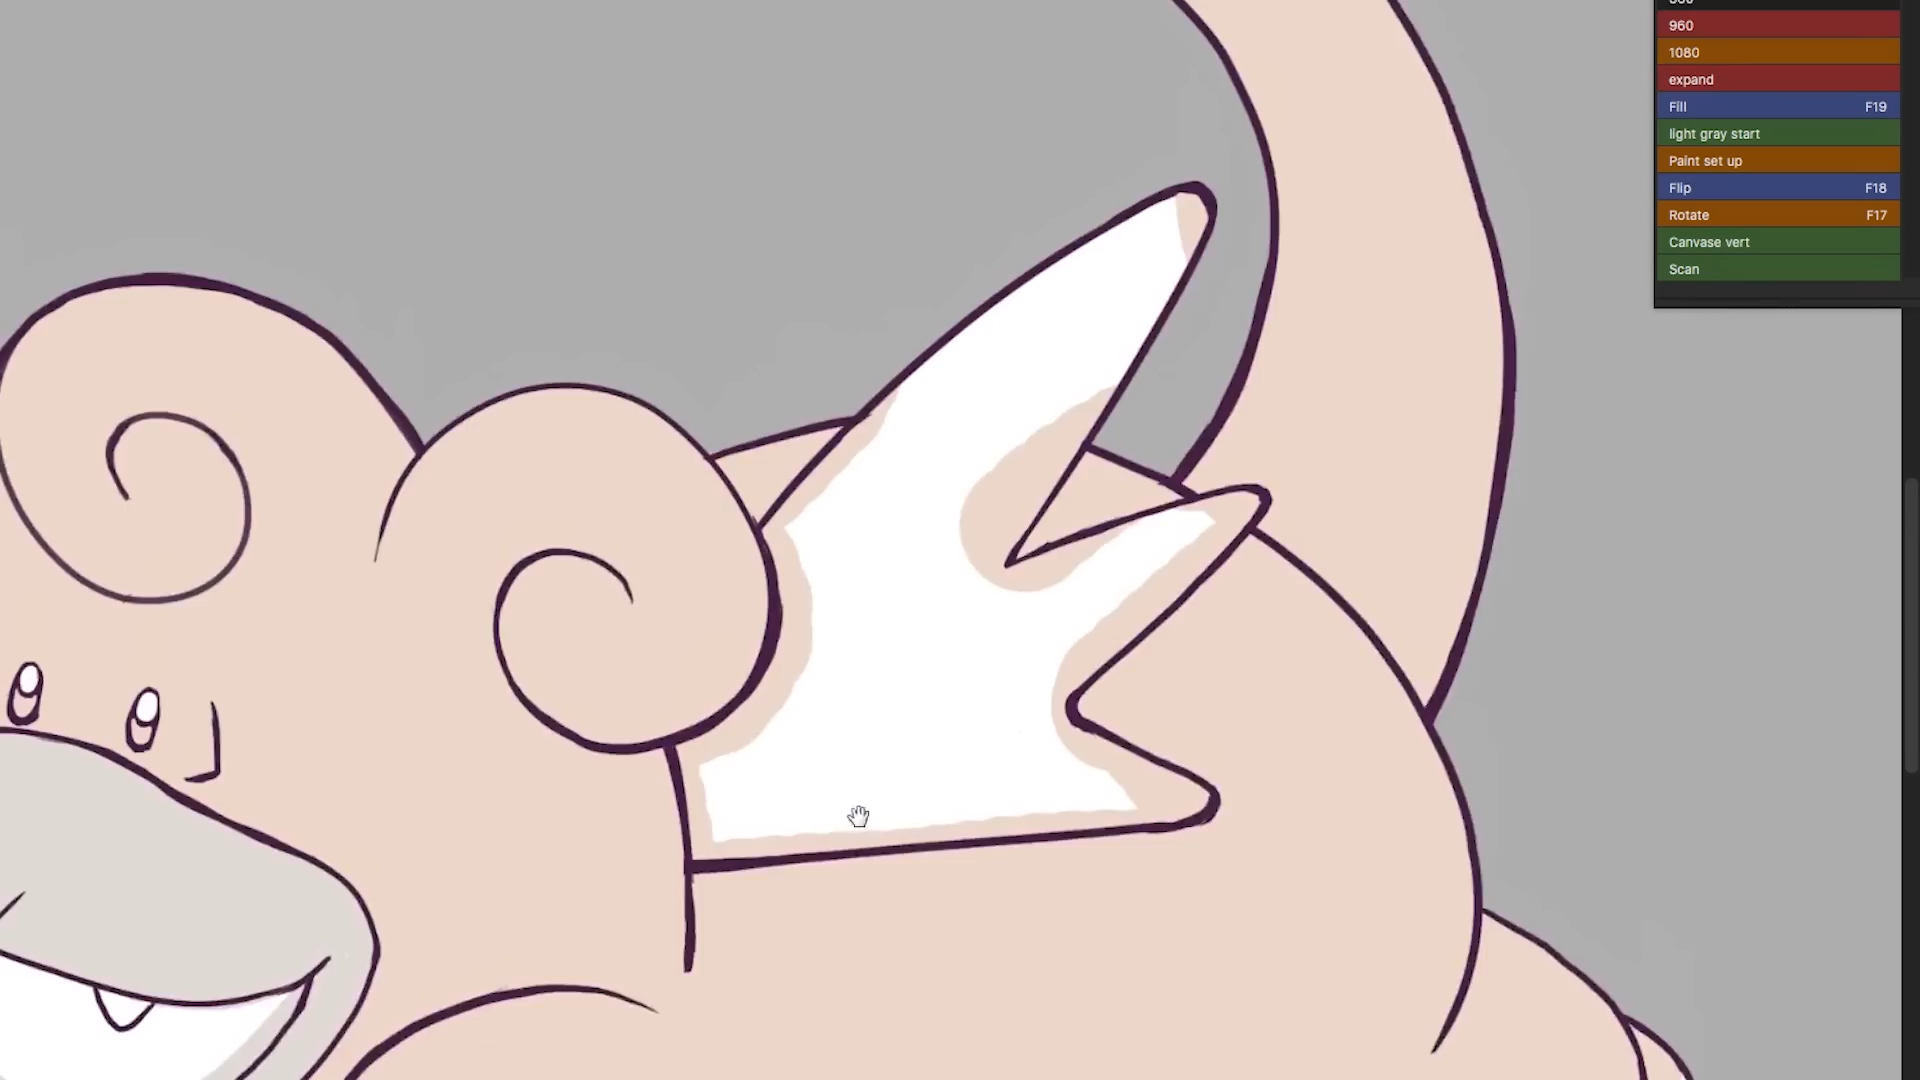 960
1080
expand
Fill F19
light gray start
Paint set up
Flip F18
Rotate F17
Canvase vert
Scan